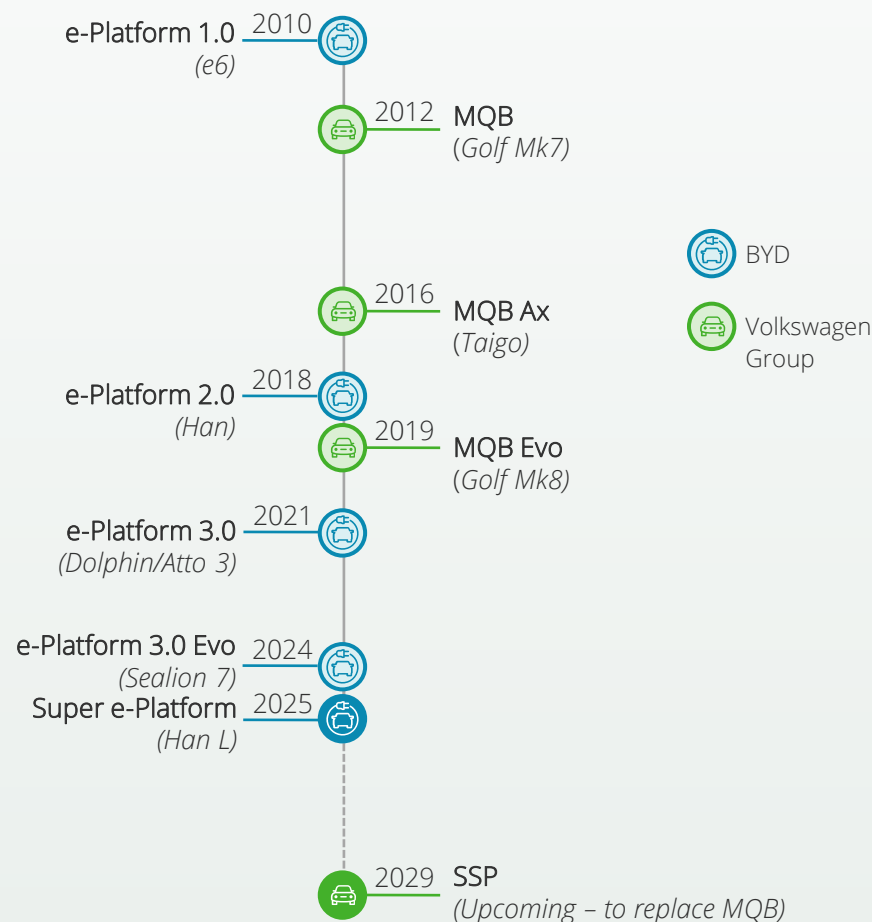 e-Platform 1.0 2010
(e6)
2012 MQB
(Golf Mk7)
BYD
2016 MQB Ax
(Taigo)
Volkswagen
Group
e-Platform 2.0 2018
(Han)
2019 MQB Evo
(Golf Mk8)
e-Platform 3.0 2021
(Dolphin/Atto 3)
e-Platform 3.0 Evo 2024
(Sealion 7)
Super e-Platform 2025
(Han L)
2029 SSP
(Upcoming – to replace MQB)